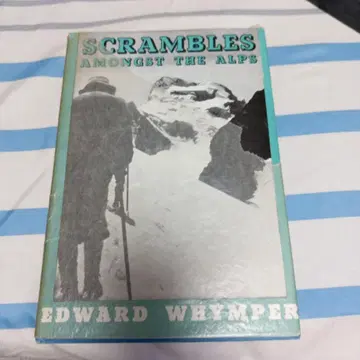 SCRAMBLES
AMONGST THE ALPS
EDWARD WHYMPER